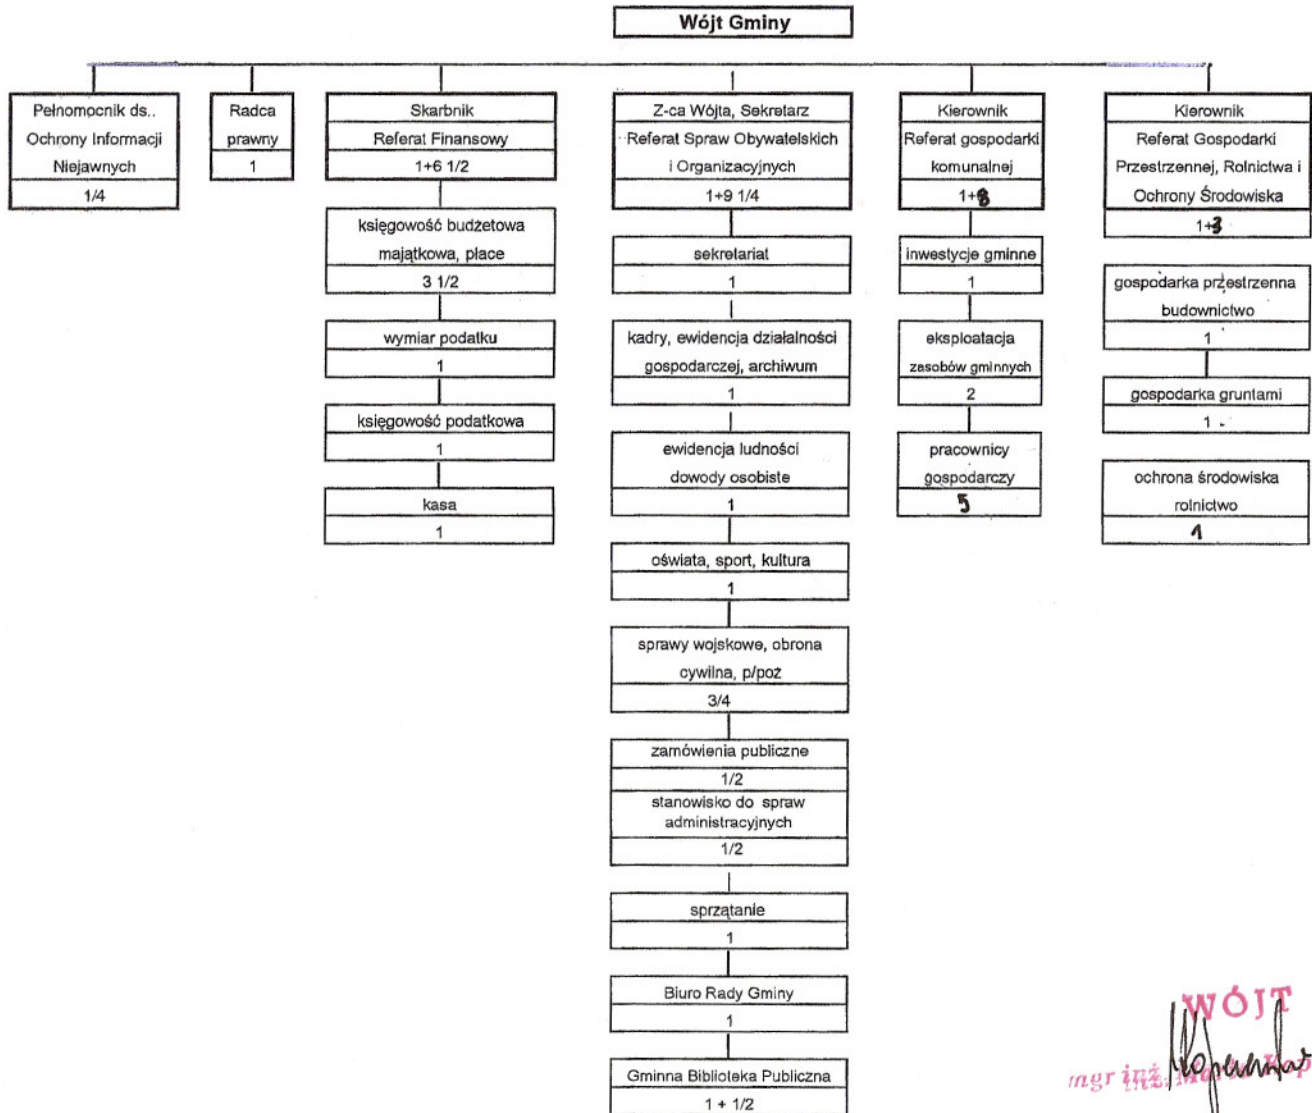 Wójt Gminy
Pełnomocnik ds..
Ochrony Informacji
Niejawnych
1/4
Radca
prawny
1
Skarbnik
Referat Finansowy
1+6 1/2
księgowość budżetowa
majątkowa, płace
3 1/2
wymiar podatku
1
księgowość podatkowa
1
kasa
1
Z-ca Wójta, Sekretarz
Referat Spraw Obywatelskich
i Organizacyjnych
1+9 1/4
sekretariat
1
kadry, ewidencja działalności
gospodarczej, archiwum
1
ewidencja ludności
dowody osobiste
1
oświata, sport, kultura
1
sprawy wojskowe, obrona
cywilna, p/poż
3/4
zamówienia publiczne
1/2
stanowisko do spraw
administracyjnych
1/2
sprzątanie
1
Biuro Rady Gminy
1
Gminna Biblioteka Publiczna
1 + 1/2
Kierownik
Referat gospodarki
komunalnej
1+8
inwestycje gminne
1
eksploatacja
zasobów gminnych
2
pracownicy
gospodarczy
5
Kierownik
Referat Gospodarki
Przestrzennej, Rolnictwa i
Ochrony Środowiska
1+3
gospodarka przestrzenna
budownictwo
1
gospodarka gruntami
1
ochrona środowiska
rolnictwo
1
WÓJT
mgr inż.